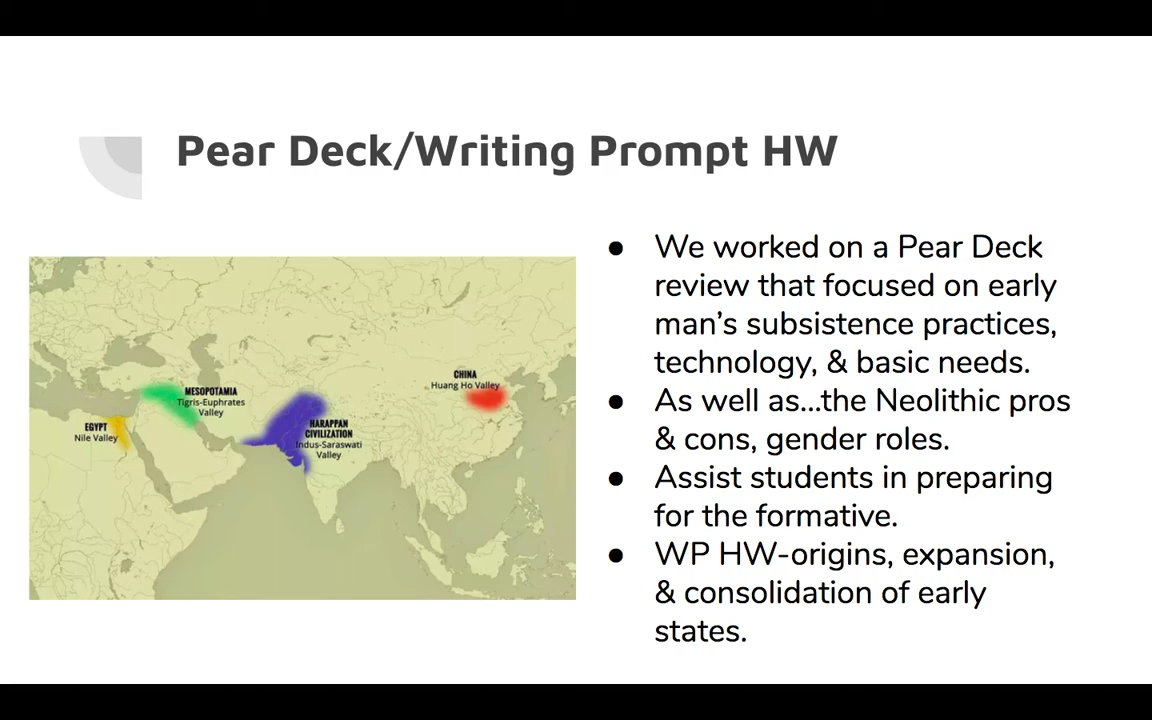 Pear Deck/Writing Prompt HW
MESOPOTAMIA
Tigris-Euphrates
Valley
EGYPT
Nile Valley
HARAPPAN
CIVILIZATION
Indus-Saraswati
Valley
CHINA
Huang Ho Valley
● We worked on a Pear Deck
review that focused on early
man’s subsistence practices,
technology, & basic needs.
● As well as...the Neolithic pros
& cons, gender roles.
● Assist students in preparing
for the formative.
● WP HW-origins, expansion,
& consolidation of early
states.